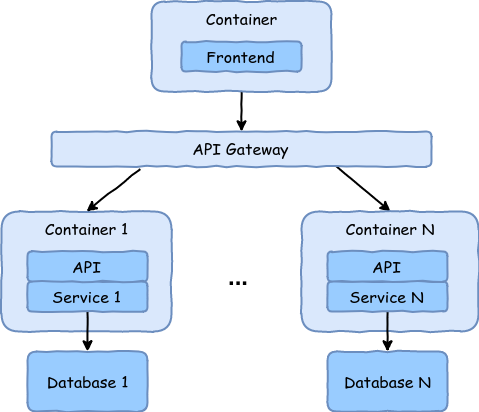 Container
Frontend
API Gateway
Container 1
API
Service 1
...
Container N
API
Service N
Database 1
Database N